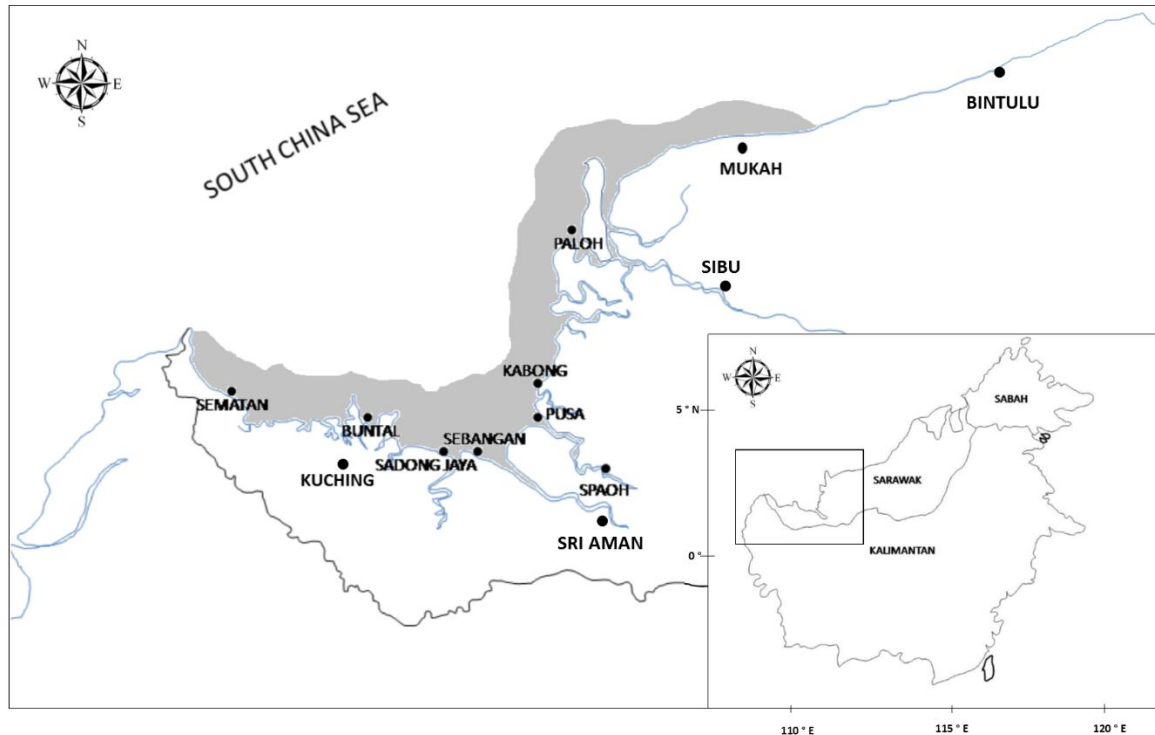 N
W E
S
SOUTH CHINA SEA
BINTULU
MUKAH
PALOH
SIBU
KABONG
SEMATAN
PUSA
BUNTAL
SEBANGAN
SADONG JAYA
KUCHING
SPAOH
SRI AMAN
N
W E
S
SABAH
5 ° N
SARAWAK
KALIMANTAN
0 °
110 ° E
115 ° E
120 ° E